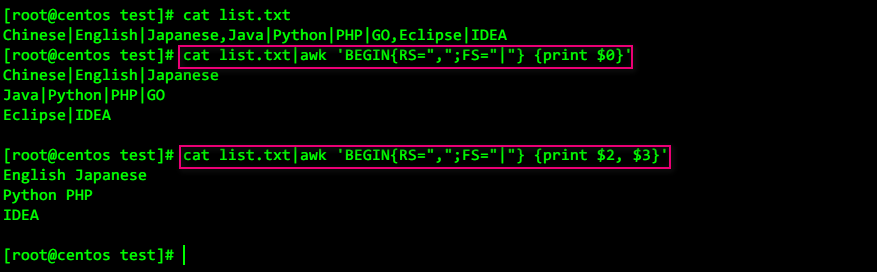 [root@centos test]# cat list.txt
Chinese|English|Japanese,Java|Python|PHP|GO,Eclipse|IDEA
[root@centos test]# cat list.txt|awk 'BEGIN{RS=",";FS="|"} {print $0}'
Chinese|English|Japanese
Java|Python|PHP|GO
Eclipse|IDEA
[root@centos test]# cat list.txt|awk 'BEGIN{RS=",";FS="|"} {print $2, $3}'
English Japanese
Python PHP
IDEA
[root@centos test]#